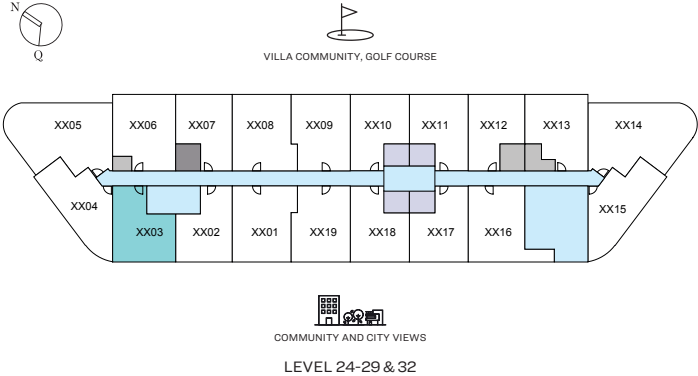 N
Q
VILLA COMMUNITY, GOLF COURSE
XX05 XX06 XX07 XX08 XX09 XX10 XX11 XX12 XX13 XX14
XX04 XX15
XX03 XX02 XX01 XX19 XX18 XX17 XX16
COMMUNITY AND CITY VIEWS
LEVEL 24-29 & 32